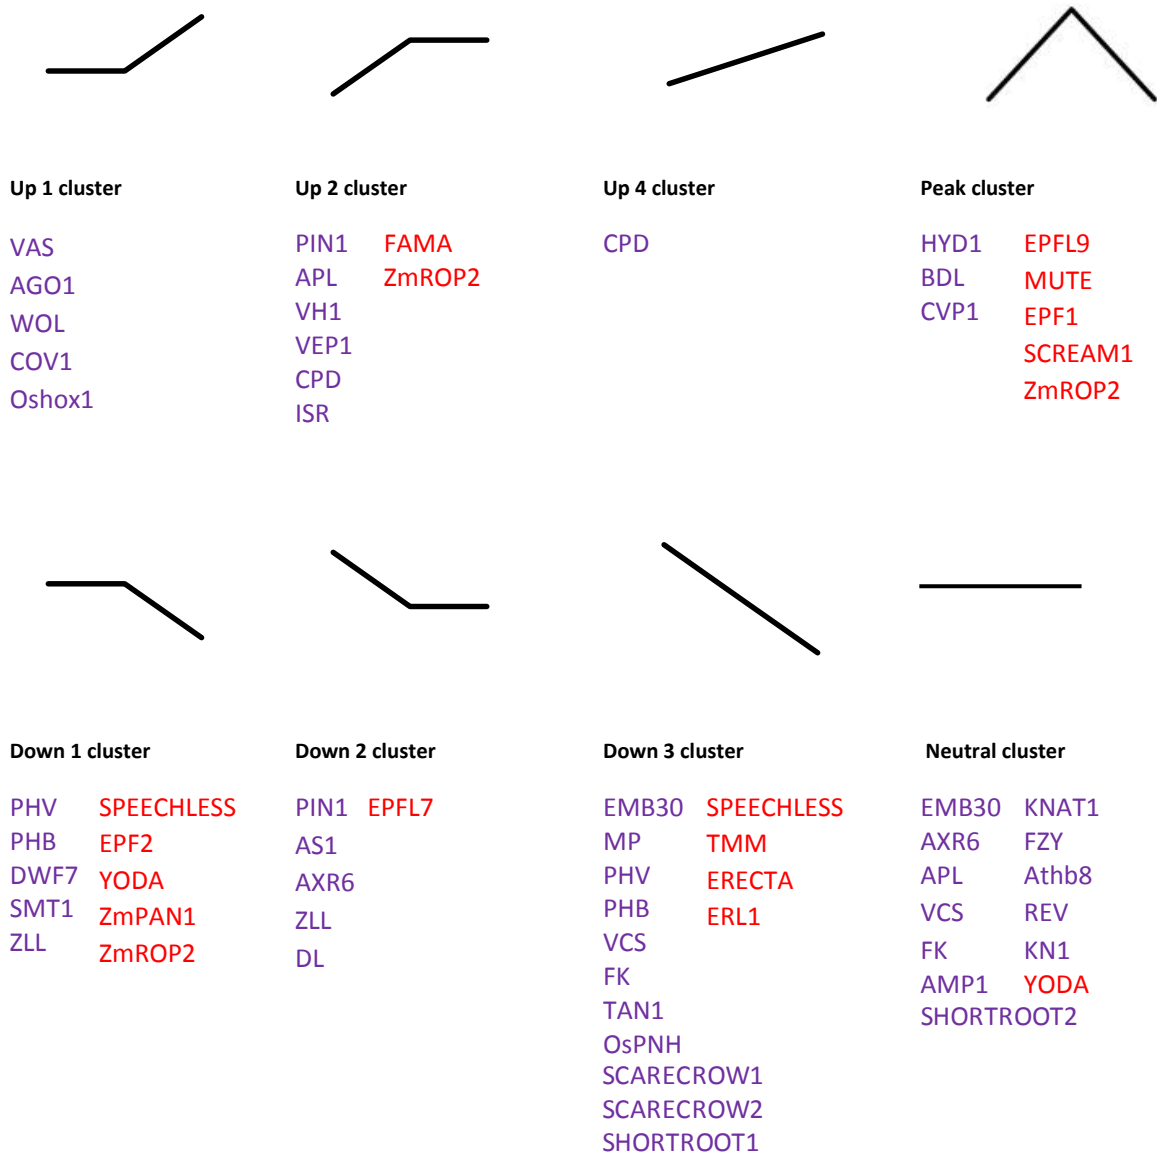 Up 1 cluster
VAS
AGO1
WOL
COV1
Oshox1
Up 2 cluster
PIN1 FAMA
APL ZmROP2
VH1
VEP1
CPD
ISR
Up 4 cluster
CPD
Peak cluster
HYD1 EPFL9
BDL MUTE
CVP1 EPF1
SCREAM1
ZmROP2
Down 1 cluster
PHV SPEECHLESS
PHB EPF2
DWF7 YODA
SMT1 ZmPAN1
ZLL ZmROP2
Down 2 cluster
PIN1 EPFL7
AS1
AXR6
ZLL
DL
Down 3 cluster
EMB30 SPEECHLESS
MP TMM
PHV ERECTA
PHB ERL1
VCS
FK
TAN1
OsPNH
SCARECROW1
SCARECROW2
SHORTROOT1
Neutral cluster
EMB30 KNAT1
AXR6 FZY
APL Athb8
VCS REV
FK KN1
AMP1 YODA
SHORTROOT2